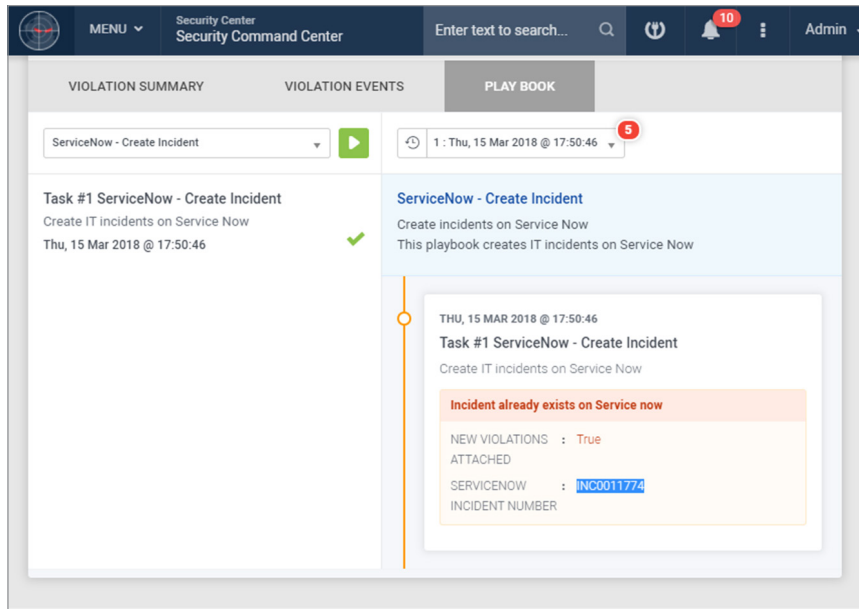 MENU
Security Center
Security Command Center
Enter text to search...
10
Admin
VIOLATION SUMMARY
VIOLATION EVENTS
PLAY BOOK
ServiceNow - Create Incident
1 : Thu, 15 Mar 2018 @ 17:50:46
5
Task #1 ServiceNow - Create Incident
Create IT incidents on Service Now
Thu, 15 Mar 2018 @ 17:50:46
ServiceNow - Create Incident
Create incidents on Service Now
This playbook creates IT incidents on Service Now
THU, 15 MAR 2018 @ 17:50:46
Task #1 ServiceNow - Create Incident
Create IT incidents on Service Now
Incident already exists on Service now
NEW VIOLATIONS : True
ATTACHED
SERVICENOW : INC0011774
INCIDENT NUMBER